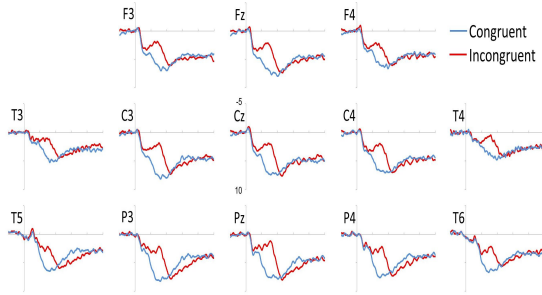 F3 Fz F4
Congruent
Incongruent
T3 C3 Cz C4 T4
-5
10
T5 P3 Pz P4 T6